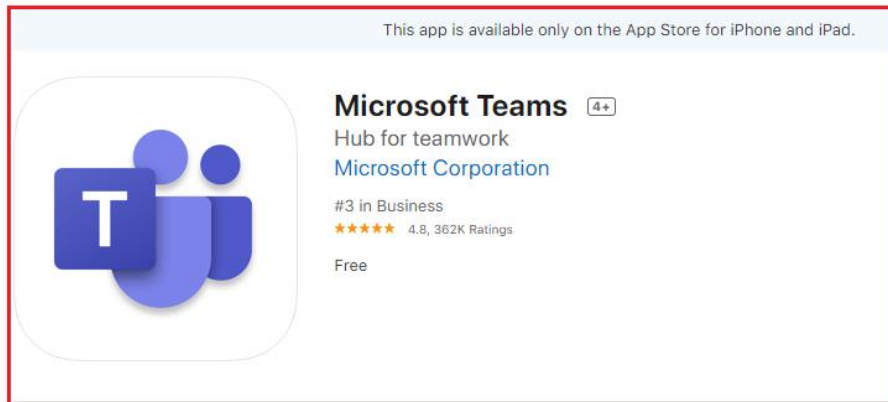 This app is available only on the App Store for iPhone and iPad.
Microsoft Teams 4+
Hub for teamwork
Microsoft Corporation
#3 in Business
★★★★★ 4.8, 362K Ratings
Free
T